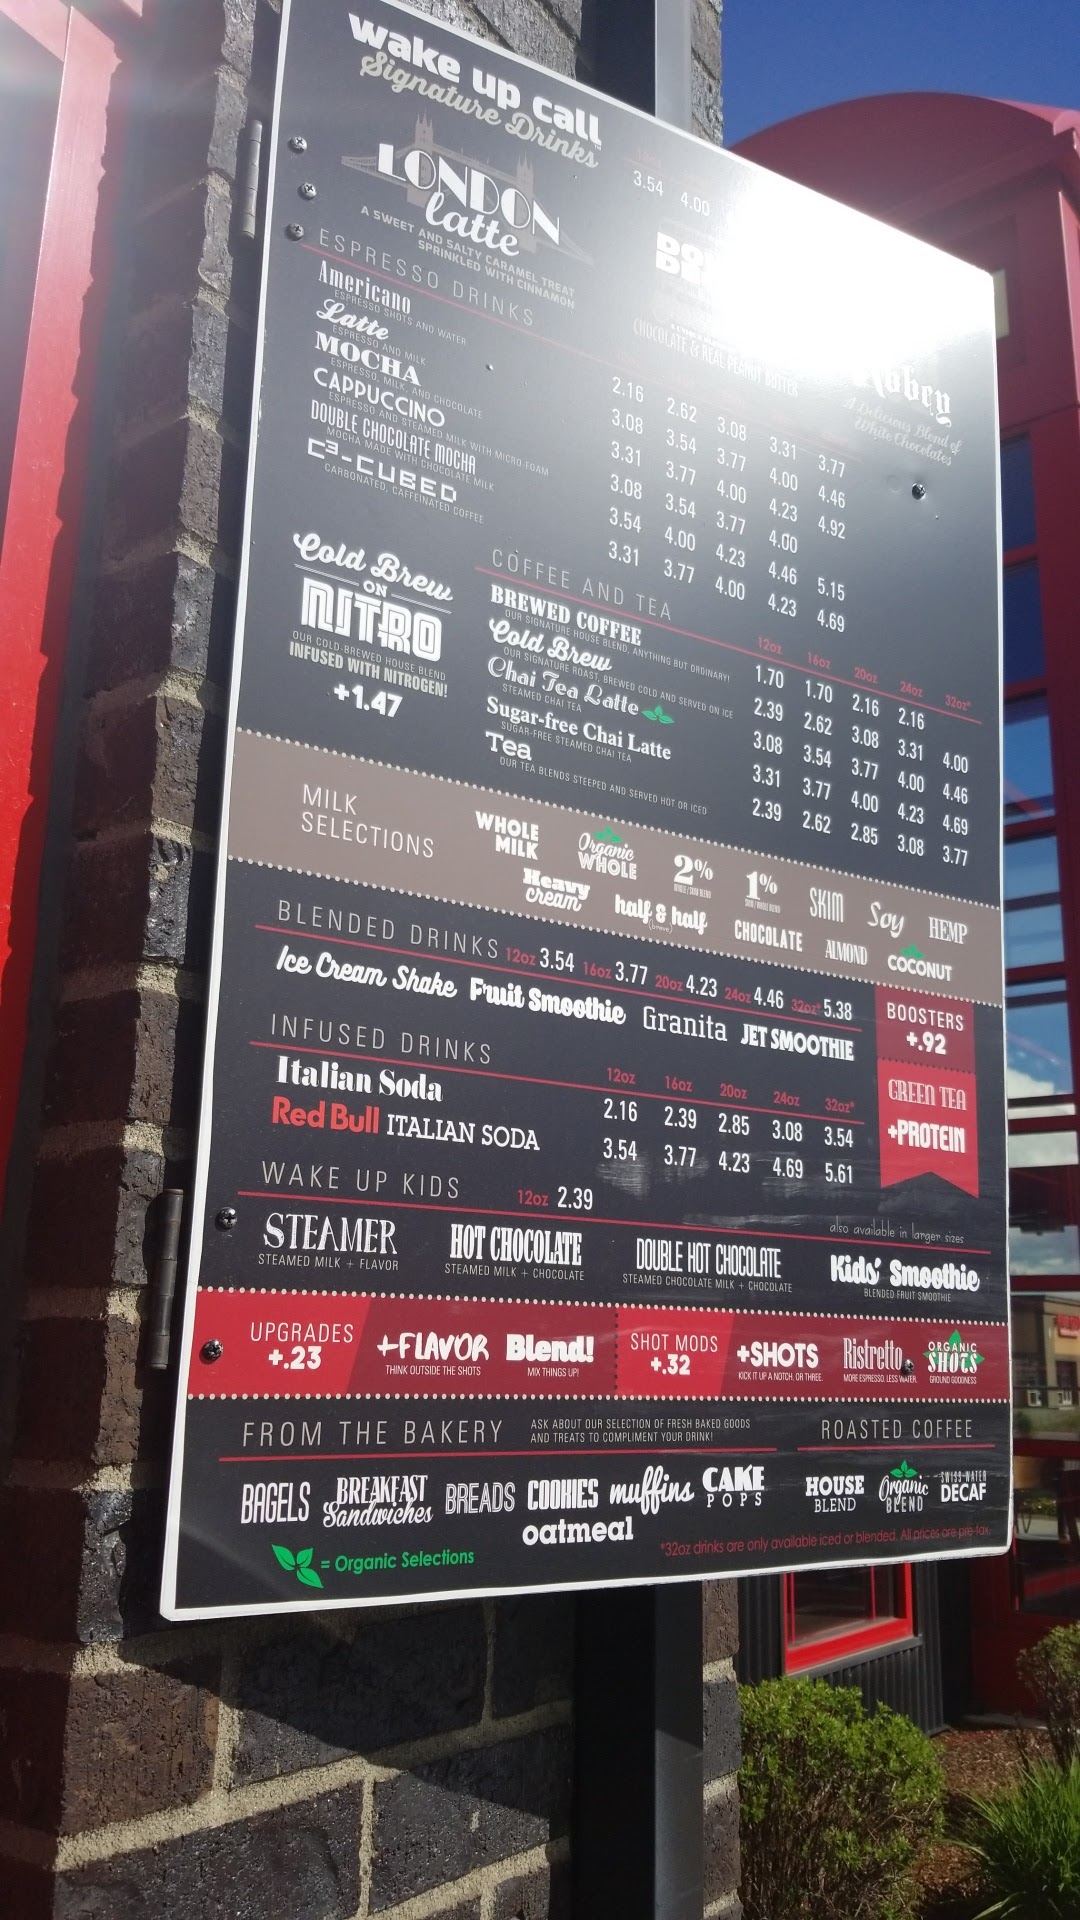 wake up call™
Signature Drinks
3.54 4.00
LONDON
latte
A SWEET AND SALTY CARAMEL TREAT
SPRINKLED WITH CINNAMON
CHOCOLATE & REAL PEANUT BUTTER
A Delicious Blend of
White Chocolates
ESPRESSO DRINKS
Americano 2.16 2.62 3.08 3.31 3.77
ESPRESSO SHOTS AND WATER
Latte 3.08 3.54 3.77 4.00 4.46
ESPRESSO AND MILK
MOCHA 3.31 3.77 4.00 4.23 4.92
ESPRESSO, MILK, AND CHOCOLATE
CAPPUCCINO 3.08 3.54 3.77 4.00
ESPRESSO AND STEAMED MILK WITH MICRO-FOAM
DOUBLE CHOCOLATE MOCHA 3.54 4.00 4.23 4.46 5.15
MOCHA MADE WITH CHOCOLATE MILK
C3-CUBED 3.31 3.77 4.00 4.23 4.69
CARBONATED, CAFFEINATED COFFEE
Cold Brew
ON
NITRO
OUR COLD-BREWED HOUSE BLEND
INFUSED WITH NITROGEN!
+1.47
COFFEE AND TEA 12oz 16oz 20oz 24oz 32oz*
BREWED COFFEE 1.70 1.70 2.16 2.16
OUR SIGNATURE HOUSE BLEND, ANYTHING BUT ORDINARY!
Cold Brew 2.39 2.62 3.08 3.31 4.00
OUR SIGNATURE ROAST, BREWED COLD AND SERVED ON ICE
Chai Tea Latte 3.08 3.54 3.77 4.00 4.46
STEAMED CHAI TEA
Sugar-free Chai Latte 3.31 3.77 4.00 4.23 4.69
SUGAR-FREE STEAMED CHAI TEA
Tea 2.39 2.62 2.85 3.08 3.77
OUR TEA BLENDS STEEPED AND SERVED HOT OR ICED
MILK
SELECTIONS
WHOLE
MILK
Organic
WHOLE
2%
1%
SKIM
Soy
HEMP
Heavy
cream
half & half
(breve)
CHOCOLATE
ALMOND
COCONUT
BLENDED DRINKS 12oz 3.54 16oz 3.77 20oz 4.23 24oz 4.46 32oz* 5.38
Ice Cream Shake Fruit Smoothie Granita JET SMOOTHIE
BOOSTERS
+.92
GREEN TEA
+PROTEIN
INFUSED DRINKS 12oz 16oz 20oz 24oz 32oz*
Italian Soda 2.16 2.39 2.85 3.08 3.54
Red Bull ITALIAN SODA 3.54 3.77 4.23 4.69 5.61
WAKE UP KIDS 12oz 2.39
also available in larger sizes
STEAMER
STEAMED MILK + FLAVOR
HOT CHOCOLATE
STEAMED MILK + CHOCOLATE
DOUBLE HOT CHOCOLATE
STEAMED CHOCOLATE MILK + CHOCOLATE
Kids' Smoothie
BLENDED FRUIT SMOOTHIE
UPGRADES
+.23
+FLAVOR
THINK OUTSIDE THE SHOTS
Blend!
MIX THINGS UP!
SHOT MODS
+.32
+SHOTS
KICK IT UP A NOTCH. OR THREE.
Ristretto
MORE ESPRESSO. LESS WATER.
ORGANIC
SHOTS
GROUND GOODNESS
FROM THE BAKERY
ASK ABOUT OUR SELECTION OF FRESH BAKED GOODS
AND TREATS TO COMPLIMENT YOUR DRINK!
BAGELS
BREAKFAST
Sandwiches
BREADS
COOKIES
muffins
CAKE
POPS
oatmeal
ROASTED COFFEE
HOUSE
BLEND
Organic
BLEND
SWISS WATER
DECAF
= Organic Selections
*32oz drinks are only available iced or blended. All prices are pre-tax.